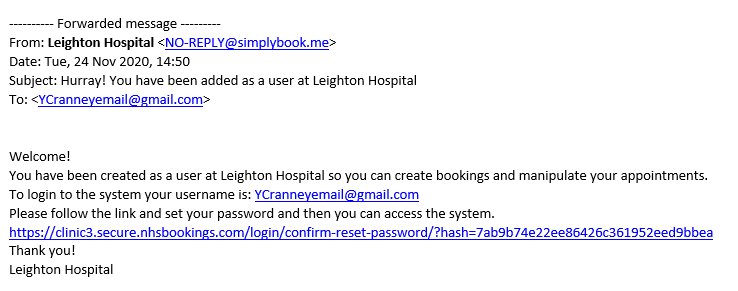 ---------- Forwarded message ---------
From: Leighton Hospital <NO-REPLY@simplybook.me>
Date: Tue, 24 Nov 2020, 14:50
Subject: Hurray! You have been added as a user at Leighton Hospital
To: <YCranneyemail@gmail.com>
Welcome!
You have been created as a user at Leighton Hospital so you can create bookings and manipulate your appointments.
To login to the system your username is: YCranneyemail@gmail.com
Please follow the link and set your password and then you can access the system.
https://clinic3.secure.nhsbookings.com/login/confirm-reset-password/?hash=7ab9b74e22ee86426c361952eed9bbea
Thank you!
Leighton Hospital